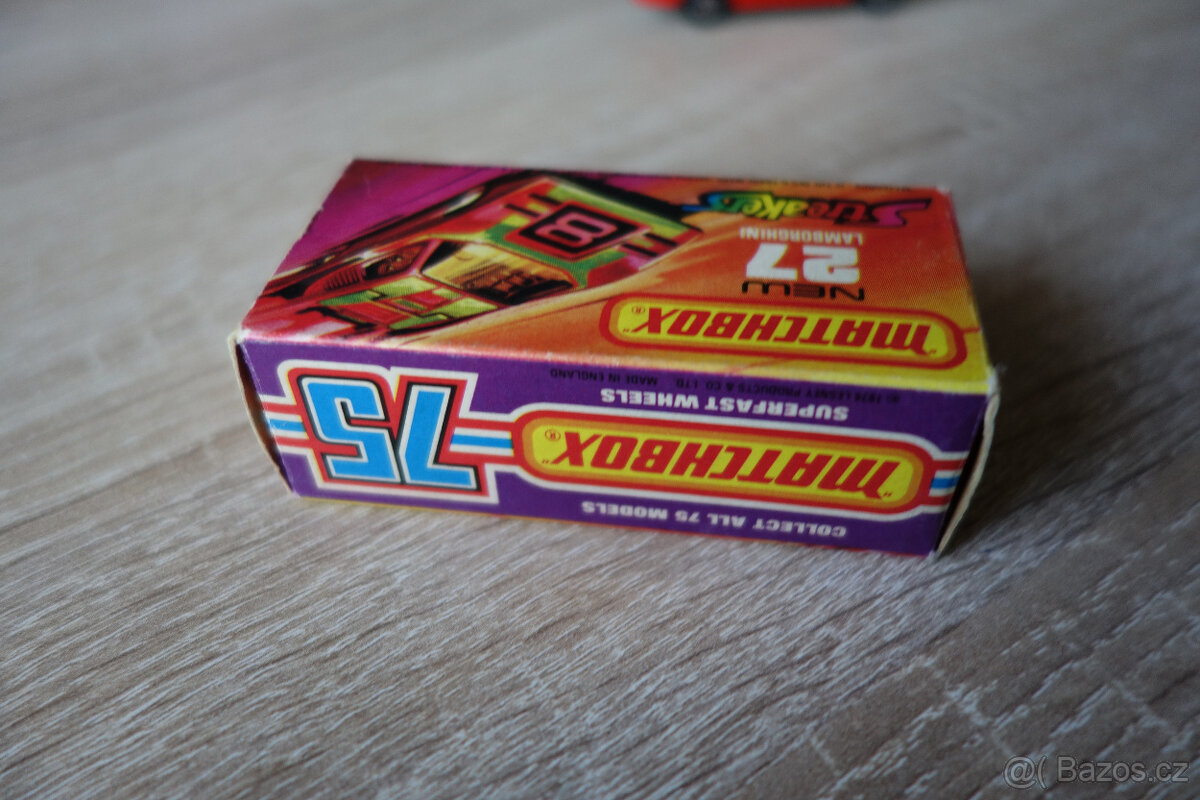 Streakers
LAMBORGHINI
27
NEW
"MATCHBOX"®
75
COLLECT ALL 75 MODELS
"MATCHBOX"®
SUPERFAST WHEELS
© 1974 LESNEY PRODUCTS & CO. LTD. MADE IN ENGLAND
8
@( Bazos.cz